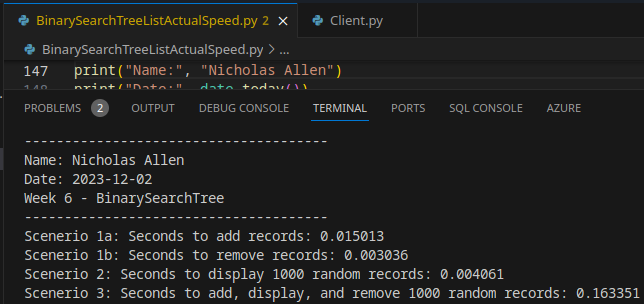 BinarySearchTreeListActualSpeed.py 2 × Client.py
BinarySearchTreeListActualSpeed.py > ...
147 print("Name:", "Nicholas Allen")
148 print("Date:", date.today())
PROBLEMS 2 OUTPUT DEBUG CONSOLE TERMINAL PORTS SQL CONSOLE AZURE
--------------------------------------
Name: Nicholas Allen
Date: 2023-12-02
Week 6 - BinarySearchTree
--------------------------------------
Scenerio 1a: Seconds to add records: 0.015013
Scenerio 1b: Seconds to remove records: 0.003036
Scenerio 2: Seconds to display 1000 random records: 0.004061
Scenerio 3: Seconds to add, display, and remove 1000 random records: 0.163351